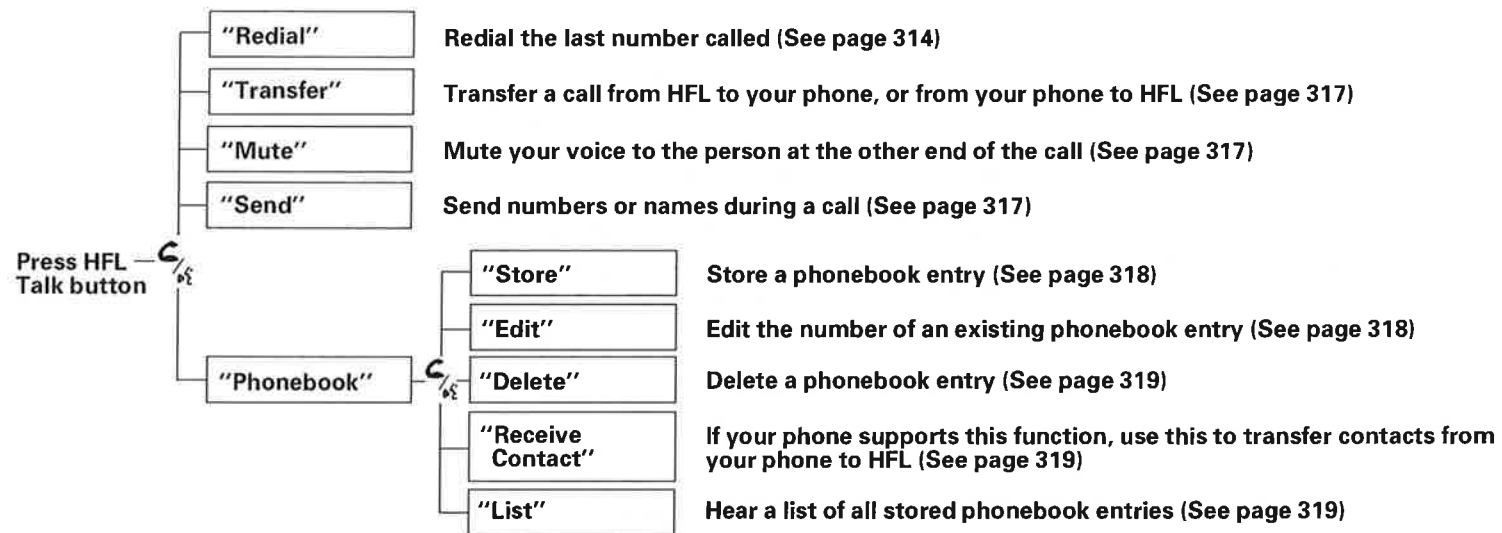 "Redial" Redial the last number called (See page 314)
"Transfer" Transfer a call from HFL to your phone, or from your phone to HFL (See page 317)
"Mute" Mute your voice to the person at the other end of the call (See page 317)
"Send" Send numbers or names during a call (See page 317)
Press HFL
Talk button
"Phonebook"
"Store" Store a phonebook entry (See page 318)
"Edit" Edit the number of an existing phonebook entry (See page 318)
"Delete" Delete a phonebook entry (See page 319)
"Receive
Contact"
If your phone supports this function, use this to transfer contacts from
your phone to HFL (See page 319)
"List" Hear a list of all stored phonebook entries (See page 319)